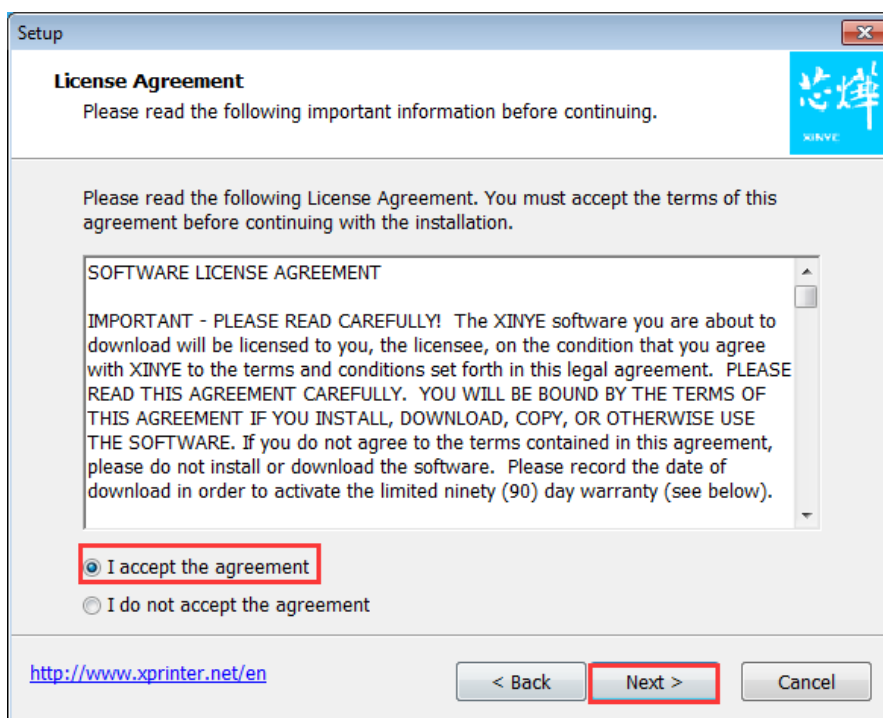 Setup
License Agreement
Please read the following important information before continuing.
芯烨
XINYE
Please read the following License Agreement. You must accept the terms of this
agreement before continuing with the installation.
SOFTWARE LICENSE AGREEMENT
IMPORTANT - PLEASE READ CAREFULLY!  The XINYE software you are about to
download will be licensed to you, the licensee, on the condition that you agree
with XINYE to the terms and conditions set forth in this legal agreement.  PLEASE
READ THIS AGREEMENT CAREFULLY.  YOU WILL BE BOUND BY THE TERMS OF
THIS AGREEMENT IF YOU INSTALL, DOWNLOAD, COPY, OR OTHERWISE USE
THE SOFTWARE. If you do not agree to the terms contained in this agreement,
please do not install or download the software.  Please record the date of
download in order to activate the limited ninety (90) day warranty (see below).
I accept the agreement
I do not accept the agreement
http://www.xprinter.net/en
< Back
Next >
Cancel